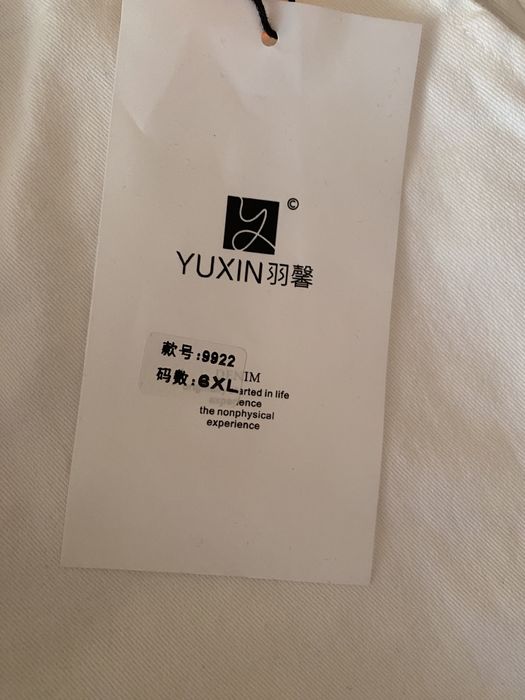 ©
YUXIN羽馨
款号:9922
码数:6XL
DENIM
arted in life
experience
the nonphysical
experience